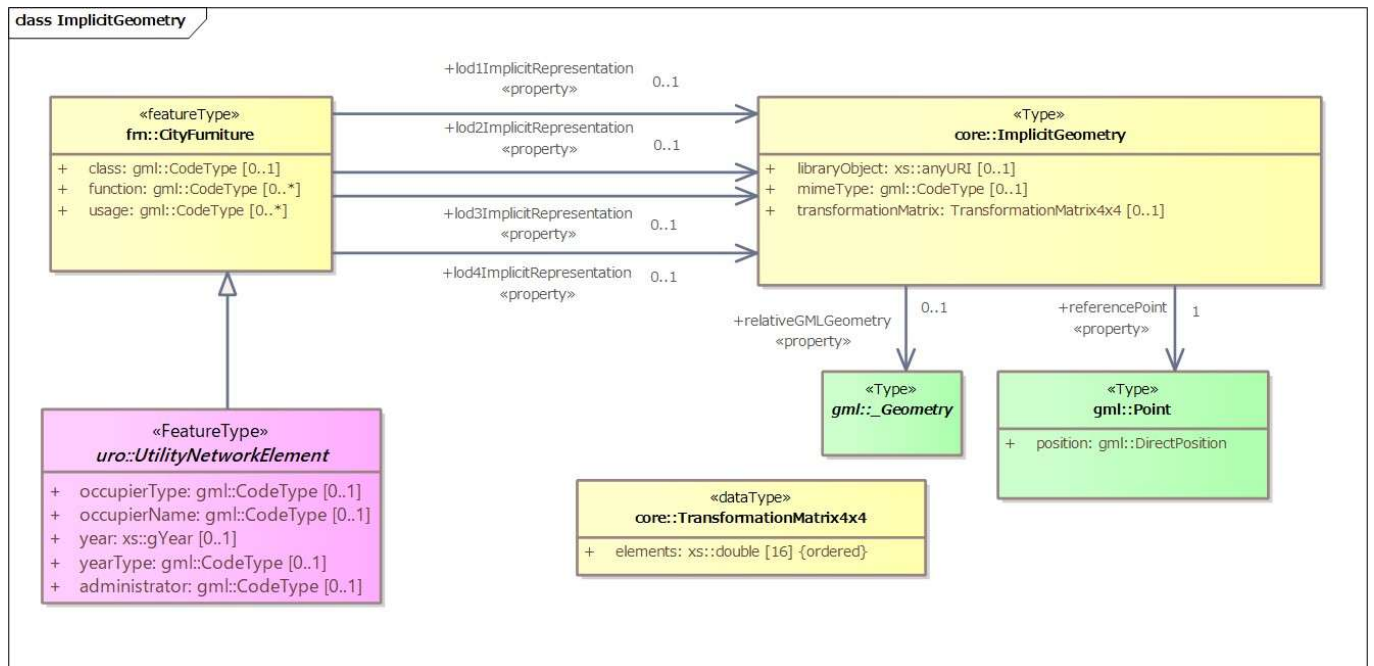 class ImplicitGeometry
+lod1ImplicitRepresentation
«property»
0..1
«featureType»
frn::CityFurniture
+ class: gml::CodeType [0..1]
+ function: gml::CodeType [0..*]
+ usage: gml::CodeType [0..*]
+lod2ImplicitRepresentation
«property»
0..1
+lod3ImplicitRepresentation
«property»
0..1
+lod4ImplicitRepresentation
«property»
0..1
«Type»
core::ImplicitGeometry
+ libraryObject: xs::anyURI [0..1]
+ mimeType: gml::CodeType [0..1]
+ transformationMatrix: TransformationMatrix4x4 [0..1]
+relativeGMLGeometry
«property»
0..1
+referencePoint
«property»
1
«Type»
gml::_Geometry
«Type»
gml::Point
+ position: gml::DirectPosition
«FeatureType»
uro::UtilityNetworkElement
+ occupierType: gml::CodeType [0..1]
+ occupierName: gml::CodeType [0..1]
+ year: xs::gYear [0..1]
+ yearType: gml::CodeType [0..1]
+ administrator: gml::CodeType [0..1]
«dataType»
core::TransformationMatrix4x4
+ elements: xs::double [16] {ordered}